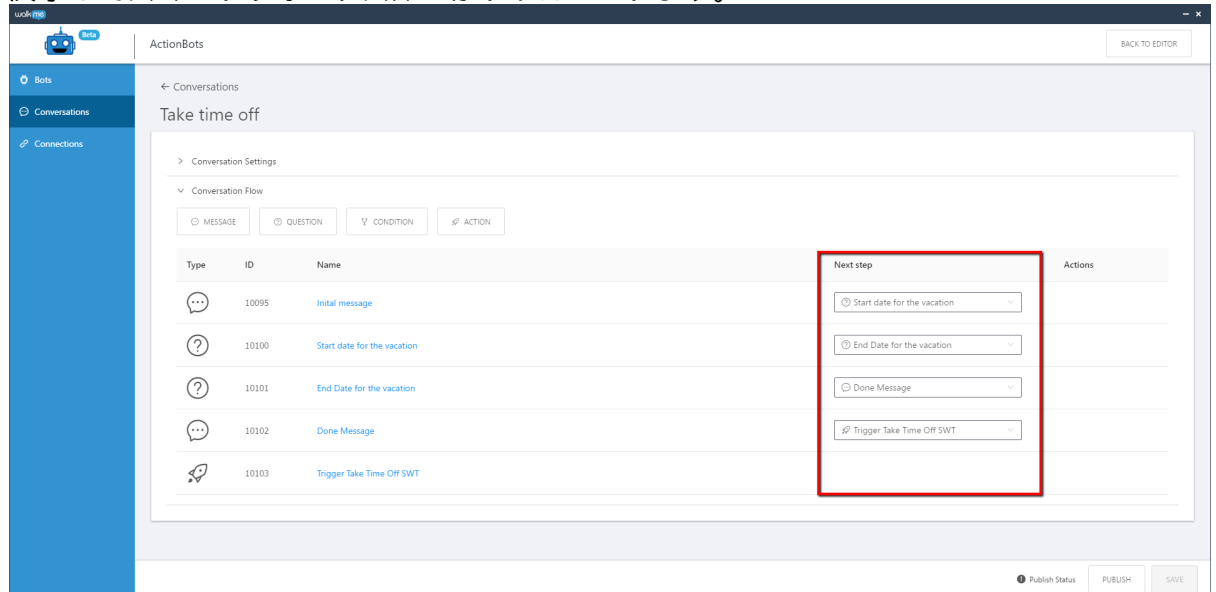 walkme
Beta
ActionBots
BACK TO EDITOR
Bots
Conversations
Connections
← Conversations
Take time off
> Conversation Settings
Conversation Flow
MESSAGE QUESTION CONDITION ACTION
Type ID Name Next step Actions
10095 Inital message Start date for the vacation
10100 Start date for the vacation End Date for the vacation
10101 End Date for the vacation Done Message
10102 Done Message Trigger Take Time Off SWT
10103 Trigger Take Time Off SWT
Publish Status PUBLISH SAVE